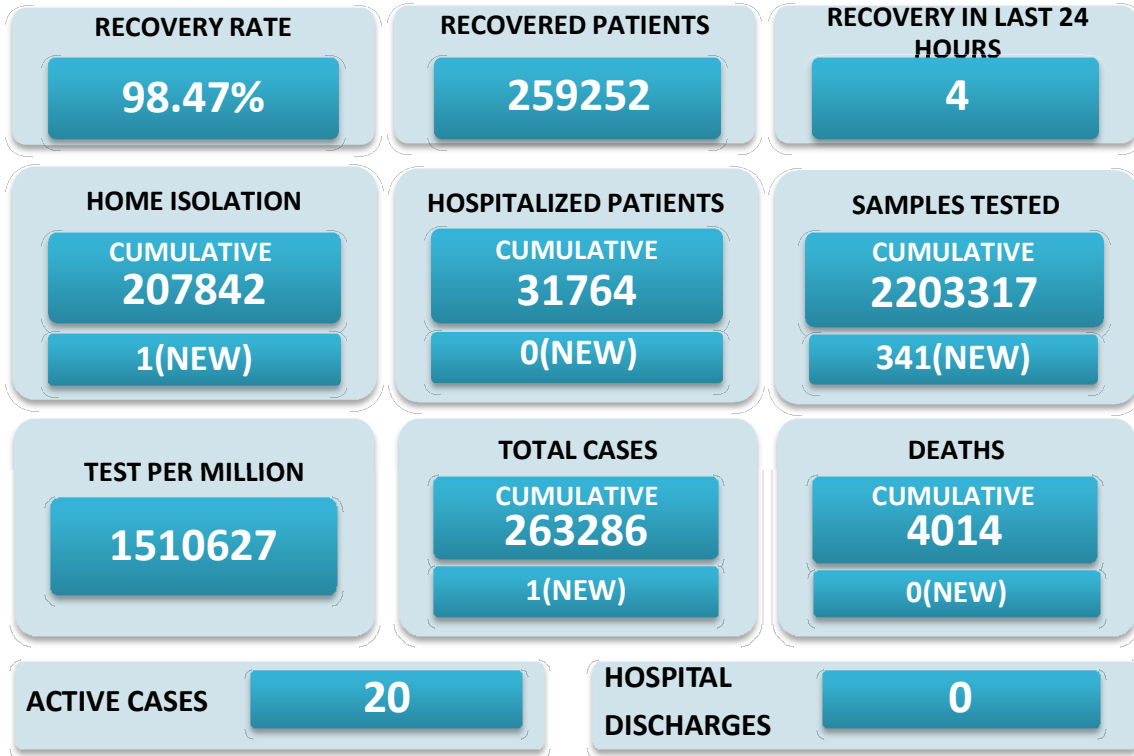 RECOVERY RATE
98.47%
RECOVERED PATIENTS
259252
RECOVERY IN LAST 24
HOURS
4
HOME ISOLATION
CUMULATIVE
207842
1(NEW)
HOSPITALIZED PATIENTS
CUMULATIVE
31764
0(NEW)
SAMPLES TESTED
CUMULATIVE
2203317
341(NEW)
TEST PER MILLION
1510627
TOTAL CASES
CUMULATIVE
263286
1(NEW)
DEATHS
CUMULATIVE
4014
0(NEW)
ACTIVE CASES
20
HOSPITAL
DISCHARGES
0